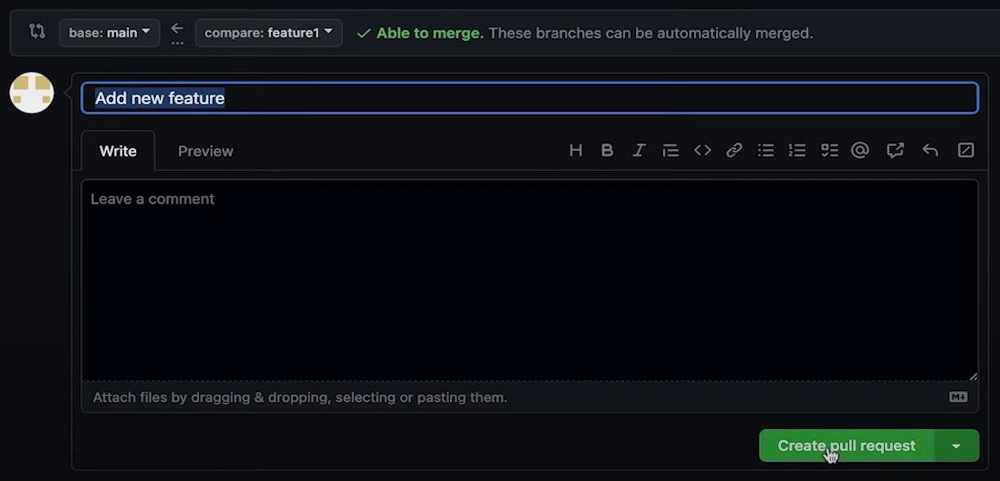 base: main compare: feature1 Able to merge. These branches can be automatically merged.
Add new feature
Write Preview
Leave a comment
Attach files by dragging & dropping, selecting or pasting them.
Create pull request